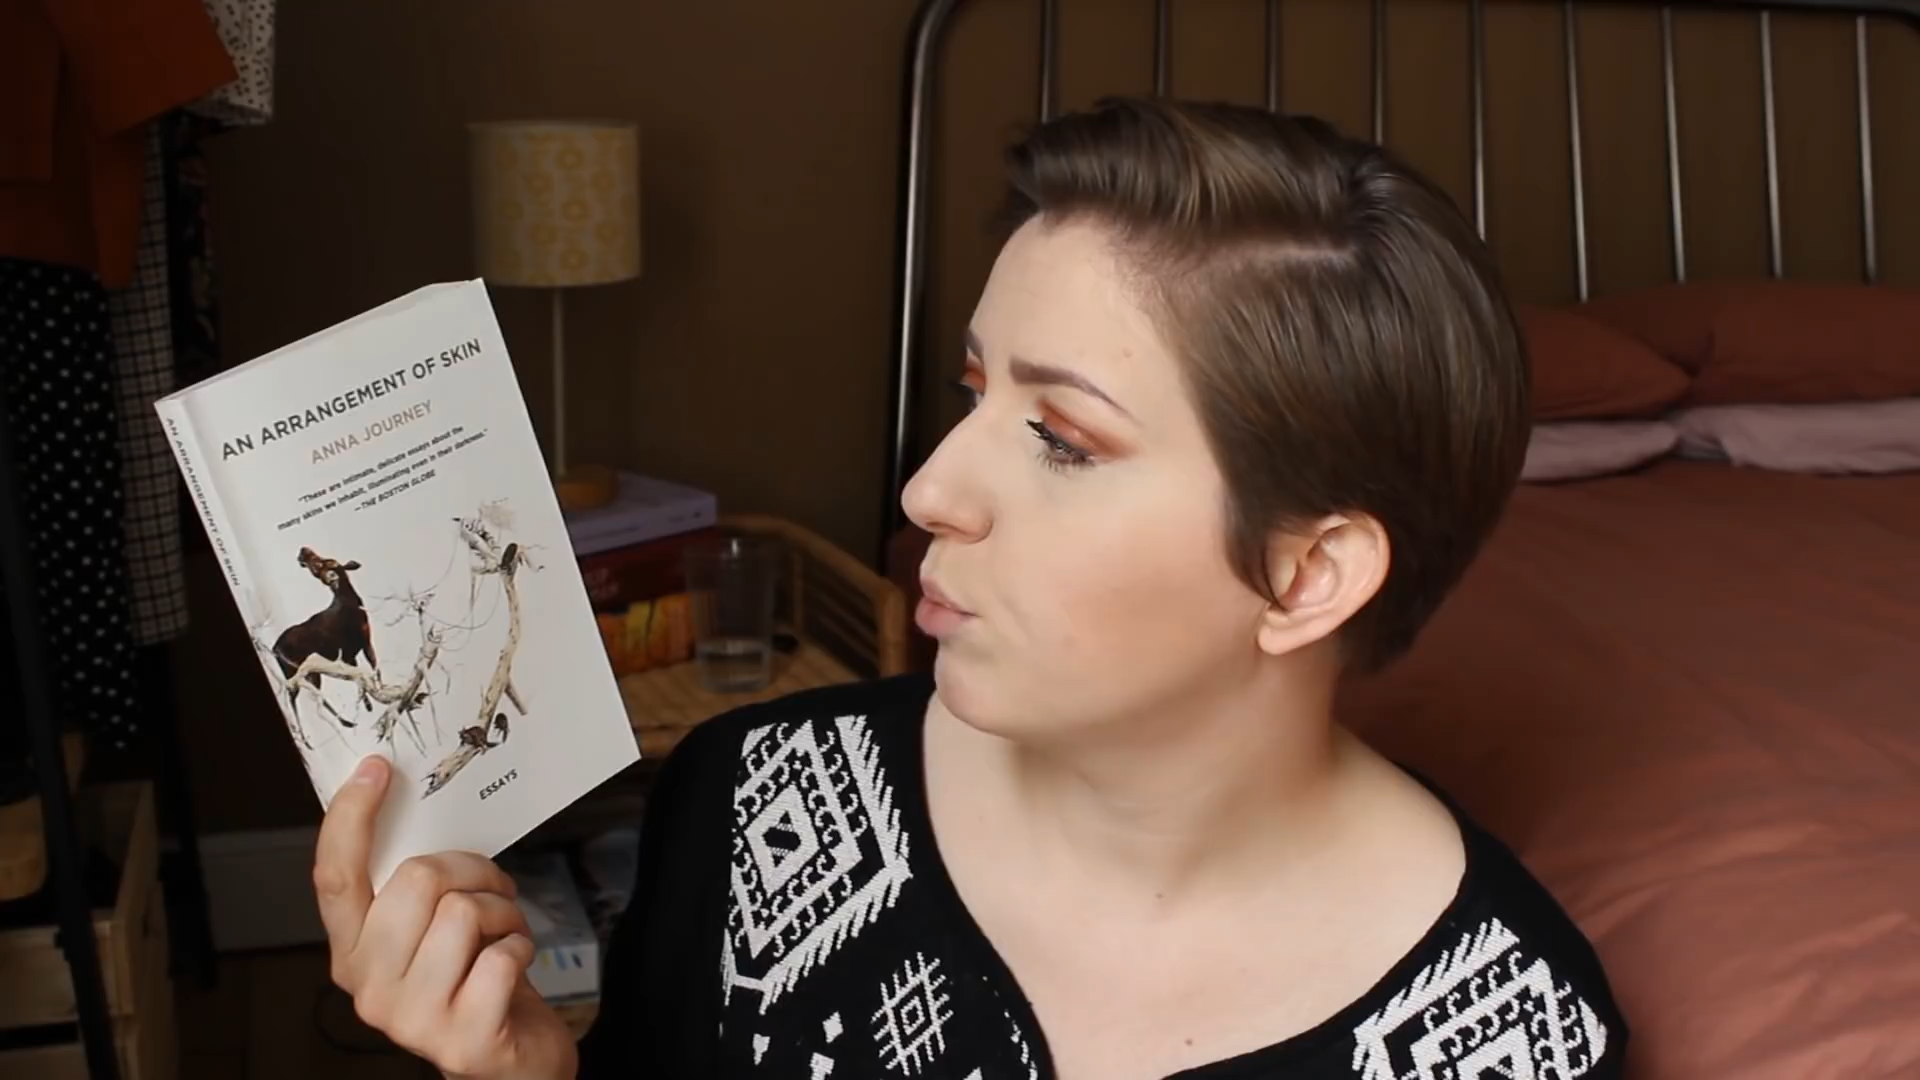 AN ARRANGEMENT OF SKIN
ANNA JOURNEY
"These are intimate, delicate essays about the
many skins we inhabit, illuminating even in their darkness."
—THE BOSTON GLOBE
ESSAYS
AN ARRANGEMENT OF SKIN